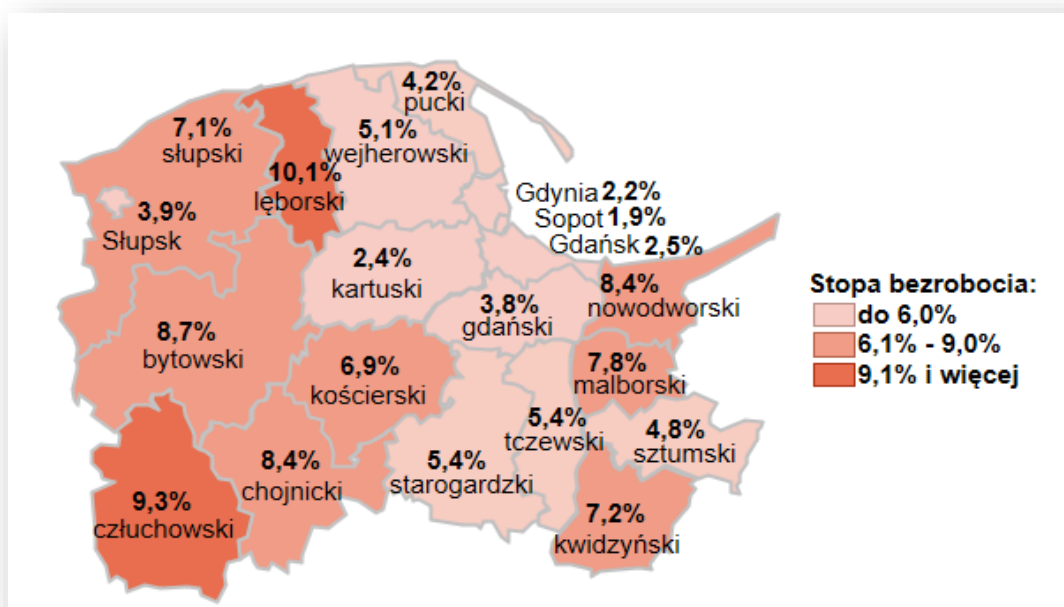 4,2%
pucki
7,1%
słupski
5,1%
wejherowski
10,1%
lęborski
Gdynia 2,2%
Sopot 1,9%
Gdańsk 2,5%
3,9%
Słupsk
2,4%
kartuski
3,8%
gdański
8,4%
nowodworski
8,7%
bytowski
6,9%
kościerski
7,8%
malborski
5,4%
tczewski
4,8%
sztumski
8,4%
chojnicki
5,4%
starogardzki
9,3%
człuchowski
7,2%
kwidzyński
Stopa bezrobocia:
do 6,0%
6,1% - 9,0%
9,1% i więcej